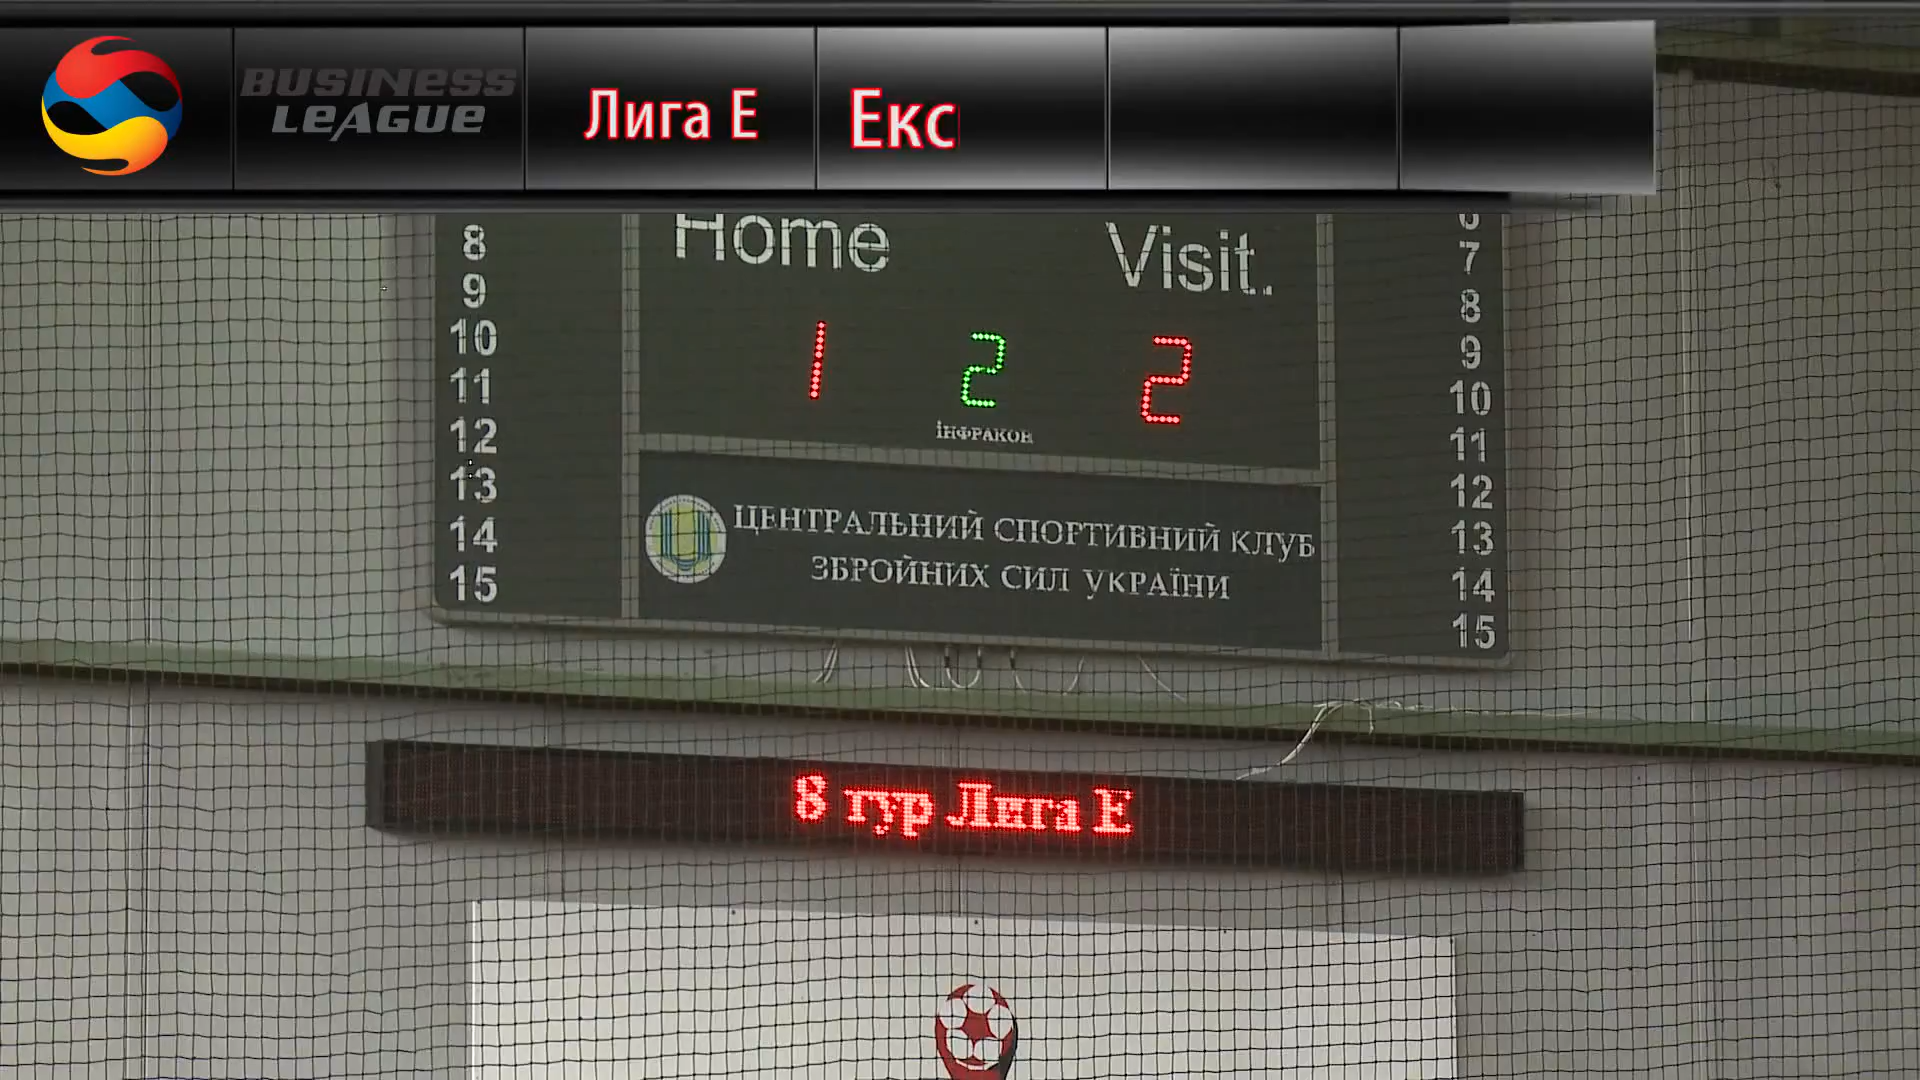 BUSINESS
LEAGUE
Лига Е
Екс
Home
Visit.
1 2 2
інфракон
ЦЕНТРАЛЬНИЙ СПОРТИВНИЙ КЛУБ
ЗБРОЙНИХ СИЛ УКРАЇНИ
8
9
10
11
12
13
14
15
6
7
8
9
10
11
12
13
14
15
8 тур Лига Е